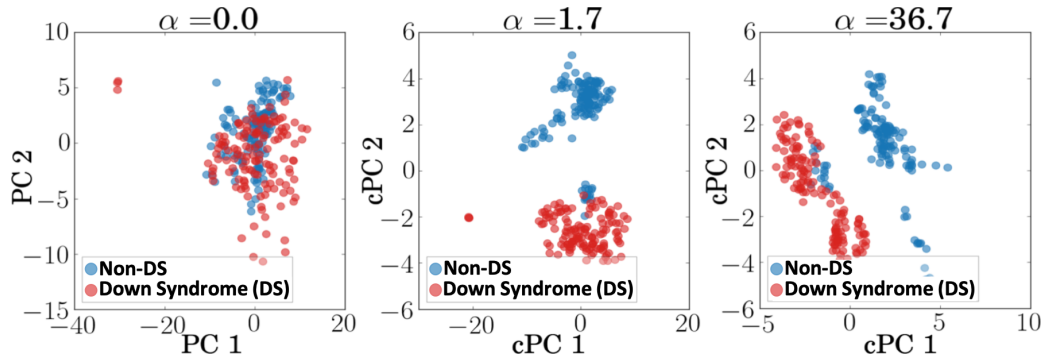 α =0.0
10
5
0
−5
−10
−15
−40
−20
0
20
PC 2
PC 1
Non-DS
Down Syndrome (DS)
α =1.7
6
4
2
0
−2
−4
−6
−20
0
20
cPC 2
cPC 1
Non-DS
Down Syndrome (DS)
α =36.7
6
4
2
0
−2
−4
−6
−5
0
5
10
cPC 2
cPC 1
Non-DS
Down Syndrome (DS)